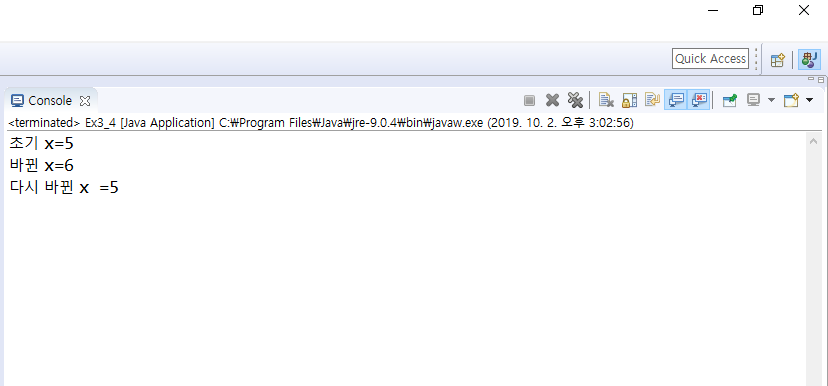 Quick Access
Console
<terminated> Ex3_4 [Java Application] C:₩Program Files₩Java₩jre-9.0.4₩bin₩javaw.exe (2019. 10. 2. 오후 3:02:56)
초기 x=5
바뀐 x=6
다시 바뀐 x  =5